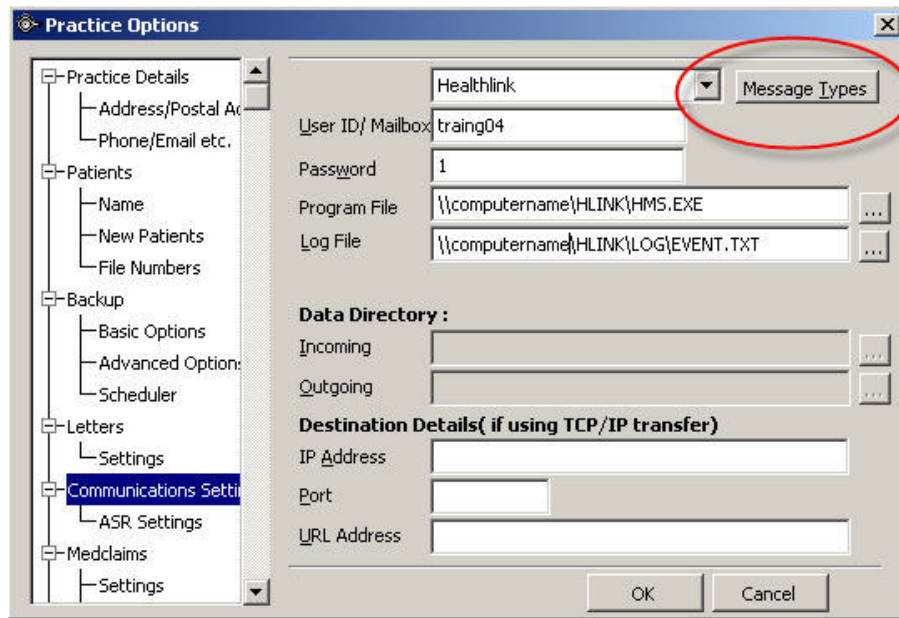 Practice Options
Practice Details
Address/Postal Ac
Phone/Email etc.
Patients
Name
New Patients
File Numbers
Backup
Basic Options
Advanced Option
Scheduler
Letters
Settings
Communications Setti
ASR Settings
Medclaims
Settings
Healthlink
Message Types
User ID/ Mailbox traing04
Password 1
Program File \\computername\HLINK\HMS.EXE ...
Log File \\computername\HLINK\LOG\EVENT.TXT ...
Data Directory :
Incoming ...
Outgoing ...
Destination Details( if using TCP/IP transfer)
IP Address
Port
URL Address
OK Cancel